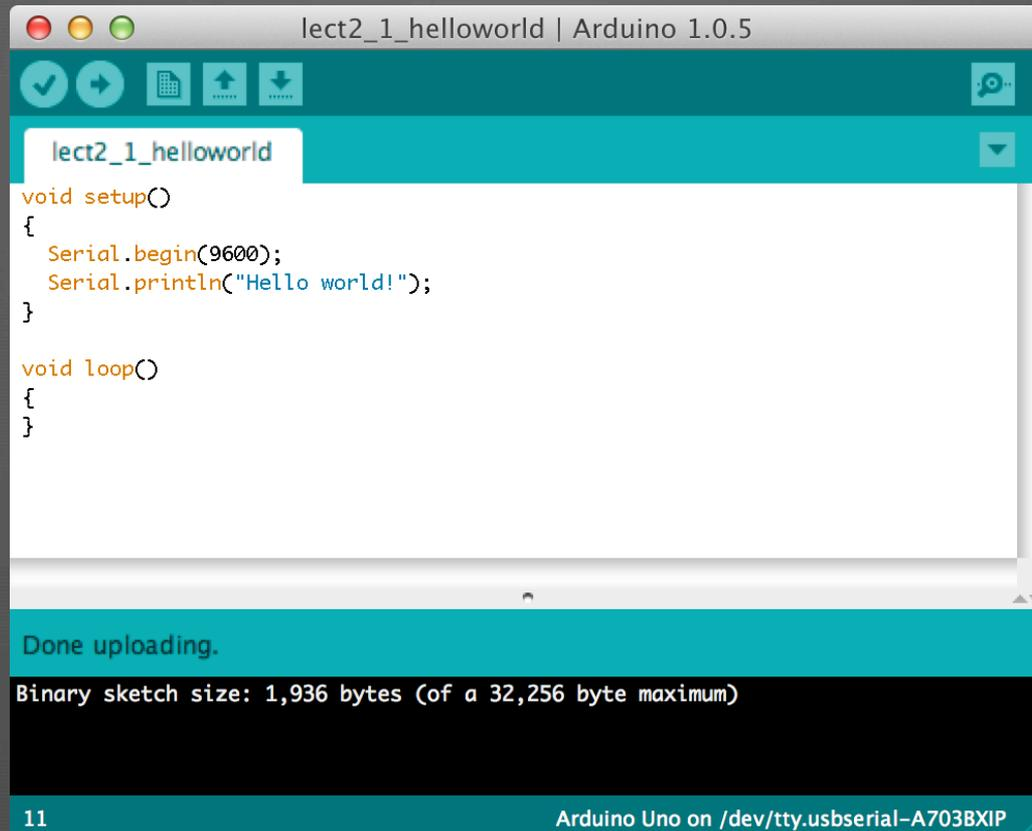 lect2_1_helloworld | Arduino 1.0.5
lect2_1_helloworld
void setup()
{
  Serial.begin(9600);
  Serial.println("Hello world!");
}

void loop()
{
}
Done uploading.
Binary sketch size: 1,936 bytes (of a 32,256 byte maximum)
11 Arduino Uno on /dev/tty.usbserial-A703BXIP